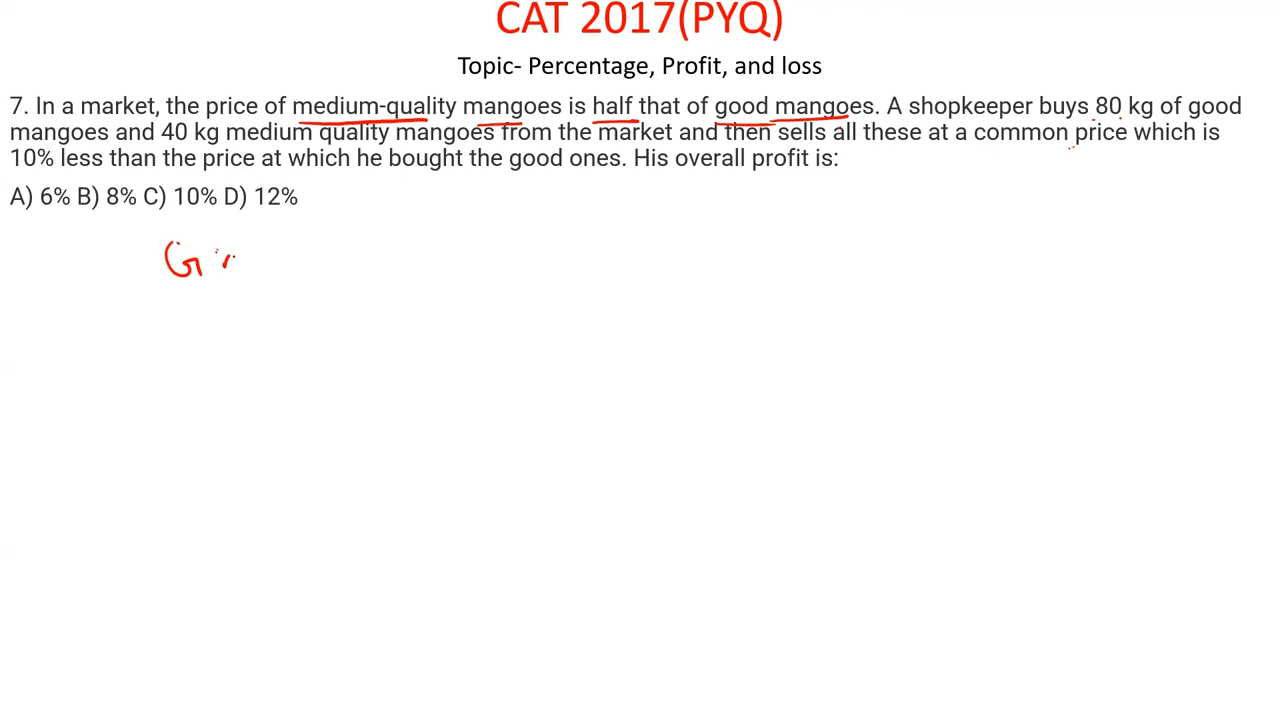 CAT 2017(PYQ)
Topic- Percentage, Profit, and loss
7. In a market, the price of medium-quality mangoes is half that of good mangoes. A shopkeeper buys 80 kg of good
mangoes and 40 kg medium quality mangoes from the market and then sells all these at a common price which is
10% less than the price at which he bought the good ones. His overall profit is:
A) 6% B) 8% C) 10% D) 12%
G